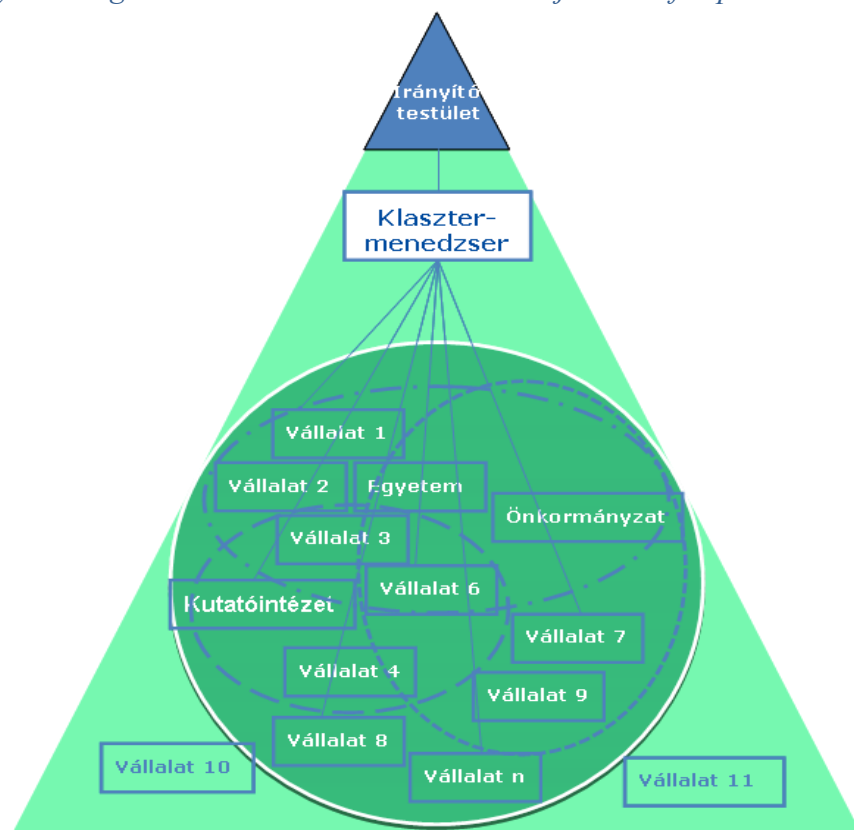 Irányító
testület
Klaszter-
menedzser
Vállalat 1
Vállalat 2
Egyetem
Önkormányzat
Vállalat 3
Vállalat 6
Kutatóintézet
Vállalat 7
Vállalat 4
Vállalat 9
Vállalat 8
Vállalat n
Vállalat 10
Vállalat 11